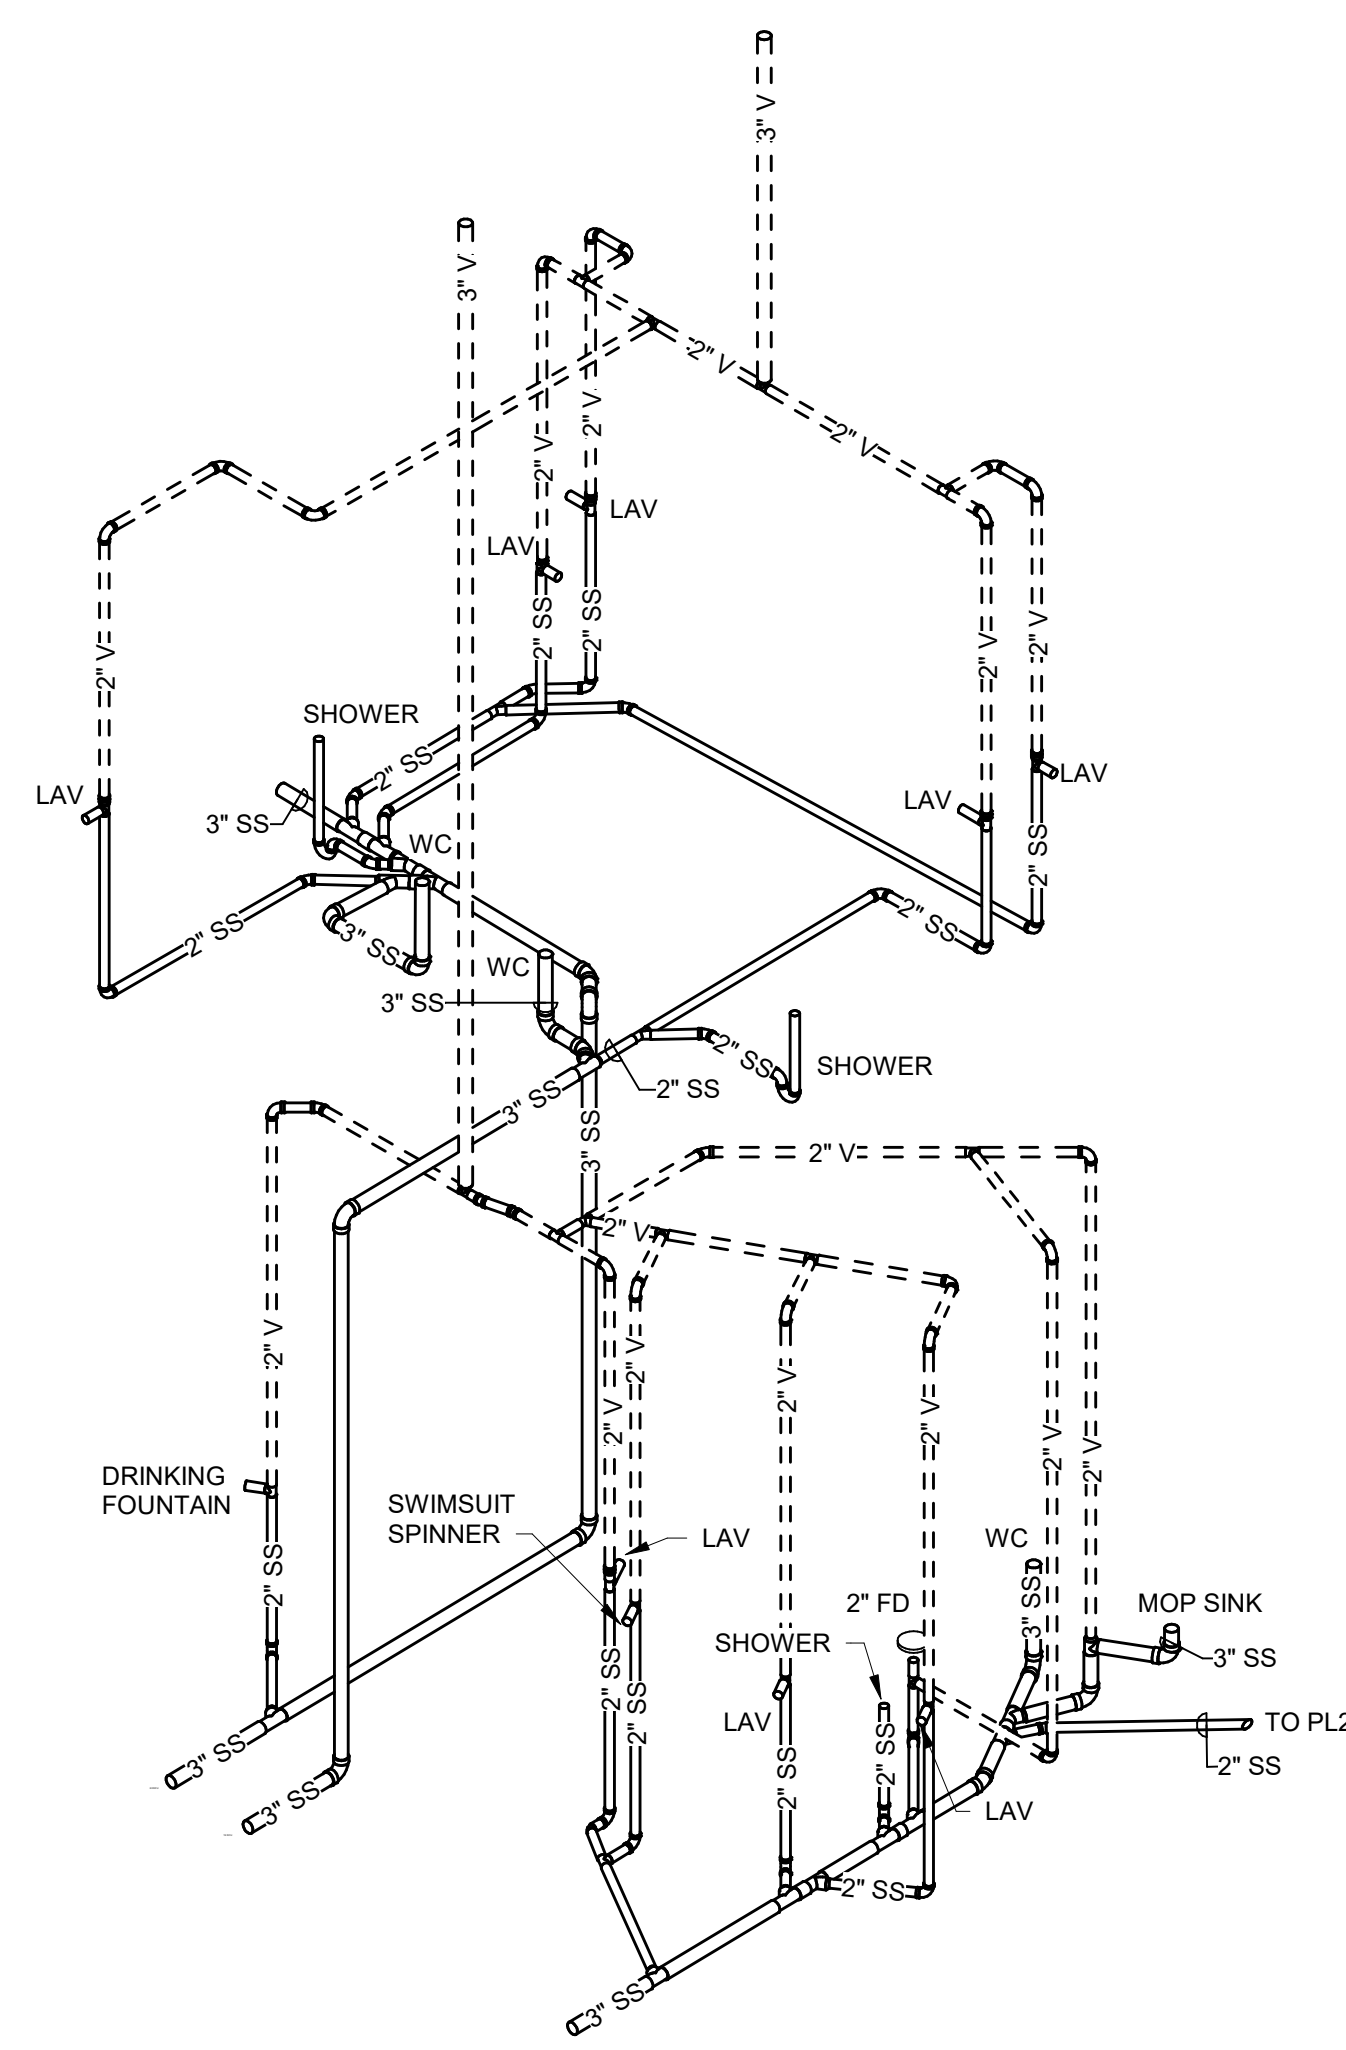 3" V
3" V
2" V
2" V
2" V
2" V
LAV
LAV
2" SS
2" SS
2" V
2" V
2" V
SHOWER
2" SS
LAV
3" SS
WC
LAV
LAV
2" SS
2" SS
3" SS
2" SS
WC
3" SS
2" SS
SHOWER
2" SS
3" SS
3" SS
2" V
2" V
2" V
2" V
2" V
2" V
2" V
2" V
2" V
DRINKING
FOUNTAIN
SWIMSUIT
SPINNER
LAV
WC
2" SS
3" SS
2" FD
MOP SINK
SHOWER
3" SS
2" SS
2" SS
LAV
TO PL2
2" SS
3" SS
2" SS
2" SS
3" SS
LAV
2" SS
3" SS